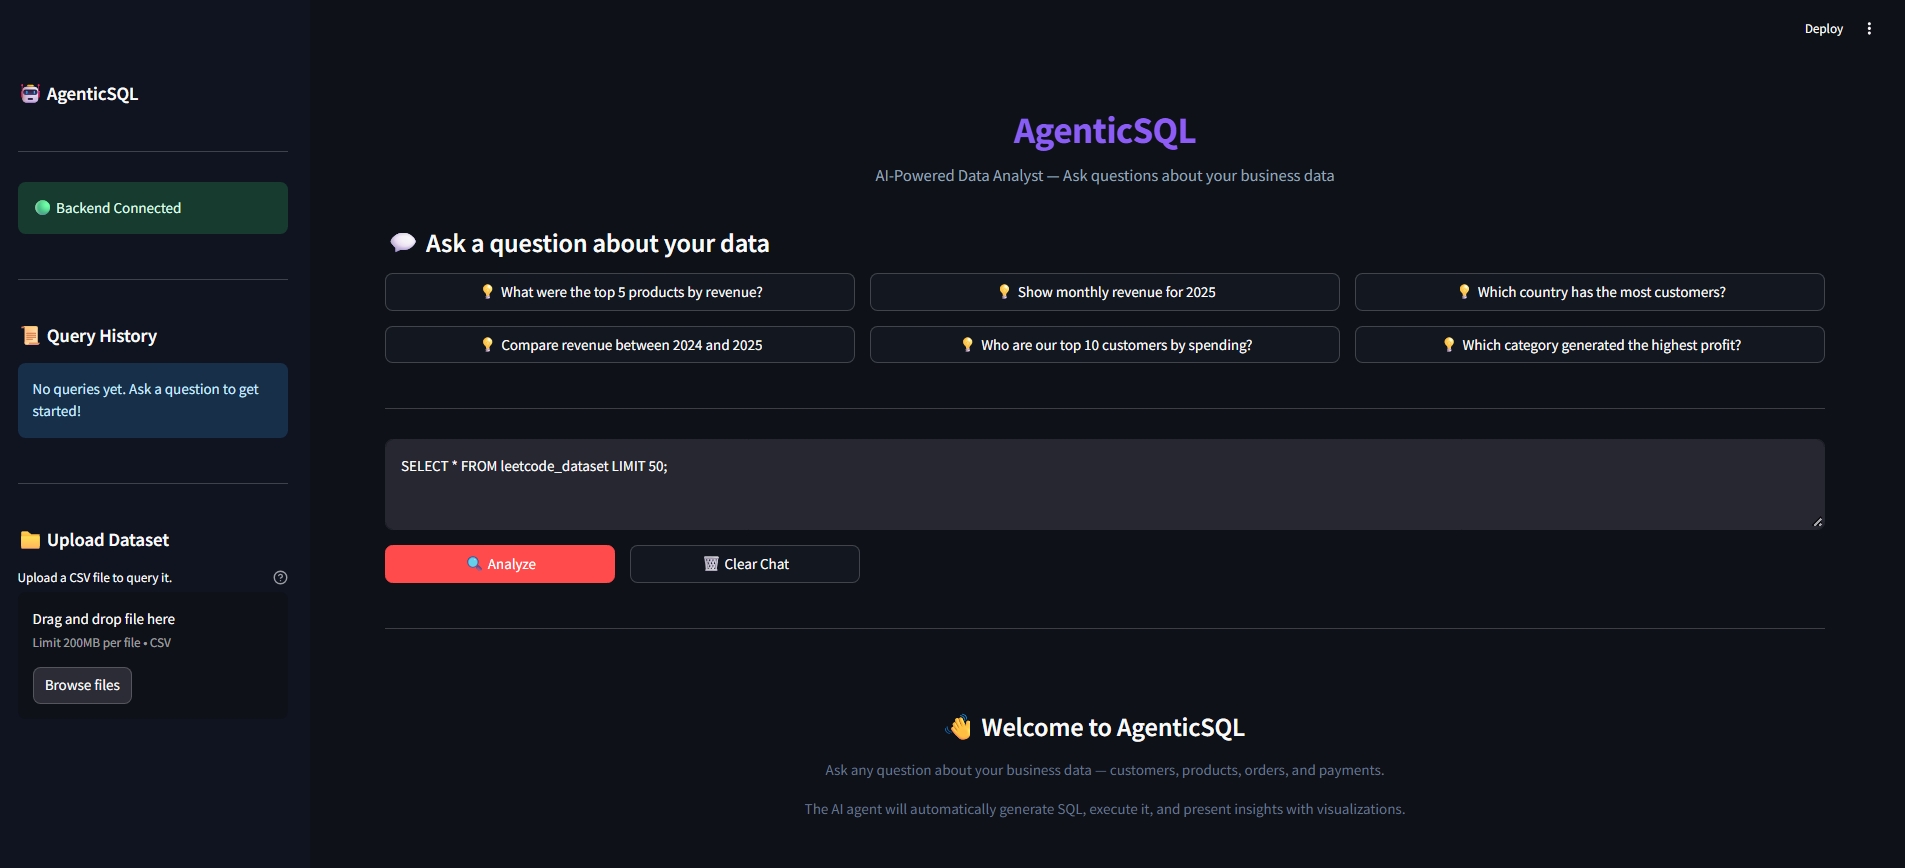 Deploy
AgenticSQL
Backend Connected
Query History
No queries yet. Ask a question to get
started!
Upload Dataset
Upload a CSV file to query it.
Drag and drop file here
Limit 200MB per file • CSV
Browse files
AgenticSQL
AI-Powered Data Analyst — Ask questions about your business data
Ask a question about your data
What were the top 5 products by revenue?
Show monthly revenue for 2025
Which country has the most customers?
Compare revenue between 2024 and 2025
Who are our top 10 customers by spending?
Which category generated the highest profit?
SELECT * FROM leetcode_dataset LIMIT 50;
Analyze
Clear Chat
Welcome to AgenticSQL
Ask any question about your business data — customers, products, orders, and payments.
The AI agent will automatically generate SQL, execute it, and present insights with visualizations.